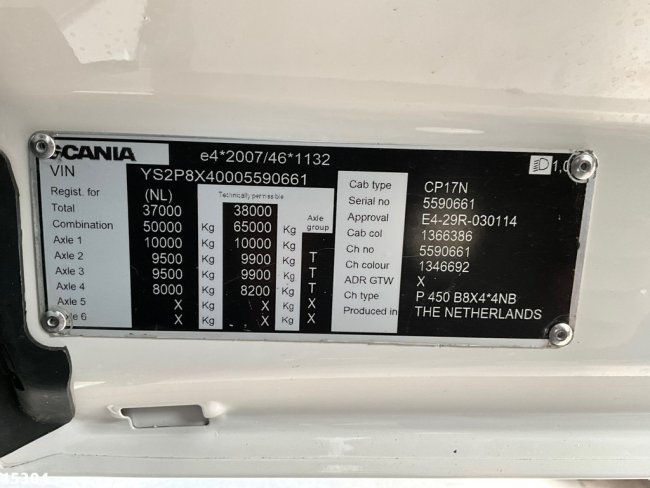 SCANIA e4*2007/46*1132 1,0
VIN YS2P8X40005590661
Regist. for (NL) Technically permissible
Total 37000 38000
Combination 50000 Kg 65000 Kg Axle group
Axle 1 10000 Kg 10000 Kg
Axle 2 9500 Kg 9900 Kg T
Axle 3 9500 Kg 9900 Kg T
Axle 4 8000 Kg 8200 Kg T
Axle 5 X Kg X Kg X
Axle 6 X Kg X Kg X
Cab type CP17N
Serial no 5590661
Approval E4-29R-030114
Cab col 1366386
Ch no 5590661
Ch colour 1346692
ADR GTW X
Ch type P 450 B8X4*4NB
Produced in THE NETHERLANDS